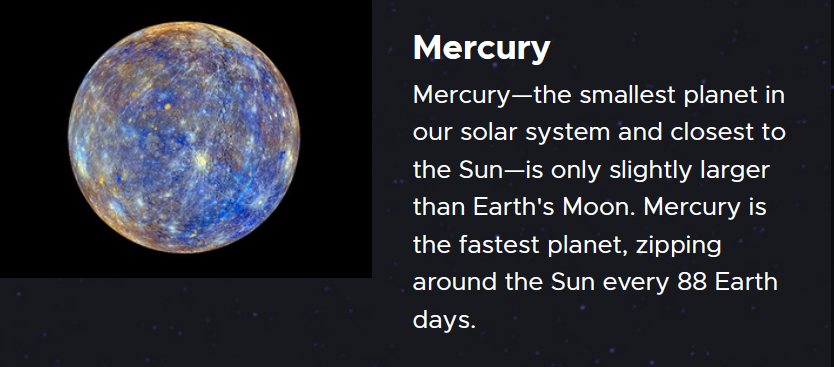 Mercury
Mercury—the smallest planet in
our solar system and closest to
the Sun—is only slightly larger
than Earth's Moon. Mercury is
the fastest planet, zipping
around the Sun every 88 Earth
days.